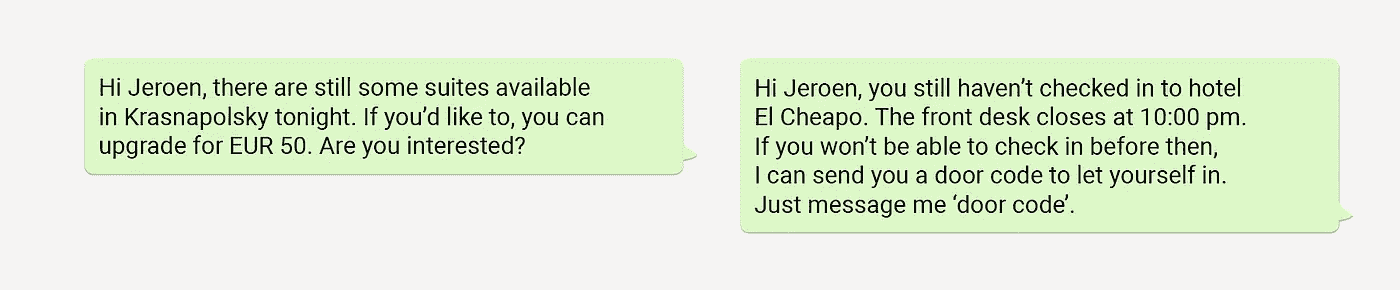 Hi Jeroen, there are still some suites available
in Krasnapolsky tonight. If you’d like to, you can
upgrade for EUR 50. Are you interested?
Hi Jeroen, you still haven’t checked in to hotel
El Cheapo. The front desk closes at 10:00 pm.
If you won’t be able to check in before then,
I can send you a door code to let yourself in.
Just message me ‘door code’.